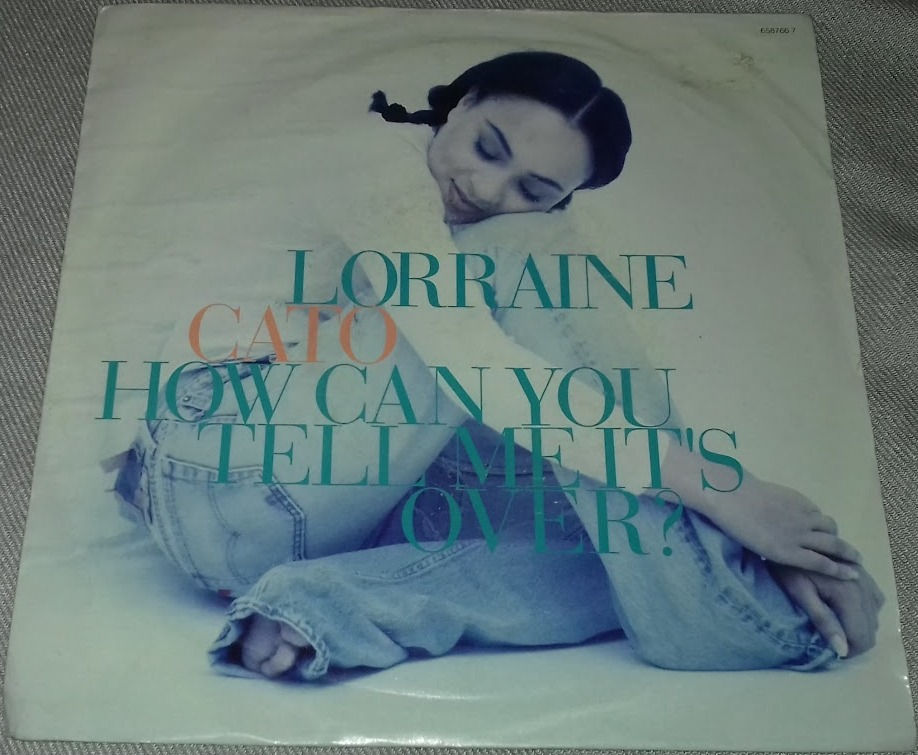 658766 7
LORRAINE
CATO
HOW CAN YOU
TELL ME IT'S
OVER?